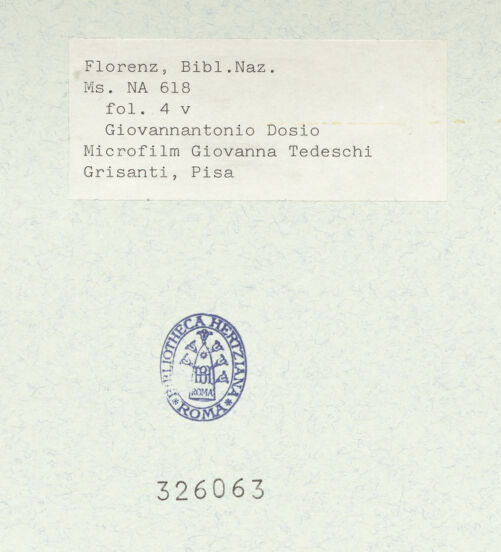 Florenz, Bibl.Naz.
Ms. NA 618
fol. 4 v
Giovannantonio Dosio
Microfilm Giovanna Tedeschi
Grisanti, Pisa
BIBLIOTHECA HERTZIANA
BH
ROMA
*ROMA*
326063